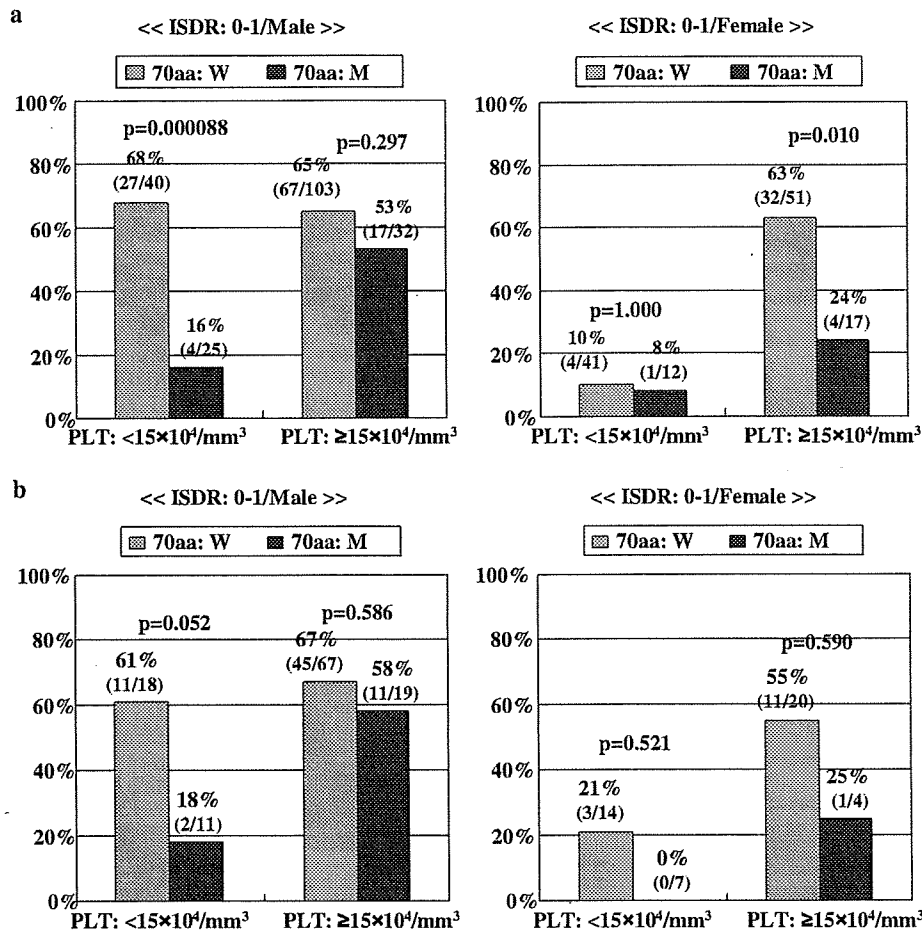 a
<< ISDR: 0-1/Male >>
70aa: W 70aa: M
100%
80%
60%
40%
20%
0%
p=0.000088
68%
(27/40)
16%
(4/25)
p=0.297
65%
(67/103)
53%
(17/32)
PLT: <15×10⁴/mm³ PLT: ≥15×10⁴/mm³
<< ISDR: 0-1/Female >>
70aa: W 70aa: M
100%
80%
60%
40%
20%
0%
p=1.000
10%
(4/41)
8%
(1/12)
p=0.010
63%
(32/51)
24%
(4/17)
PLT: <15×10⁴/mm³ PLT: ≥15×10⁴/mm³
b
<< ISDR: 0-1/Male >>
70aa: W 70aa: M
100%
80%
60%
40%
20%
0%
p=0.052
61%
(11/18)
18%
(2/11)
p=0.586
67%
(45/67)
58%
(11/19)
PLT: <15×10⁴/mm³ PLT: ≥15×10⁴/mm³
<< ISDR: 0-1/Female >>
70aa: W 70aa: M
100%
80%
60%
40%
20%
0%
p=0.521
21%
(3/14)
0%
(0/7)
p=0.590
55%
(11/20)
25%
(1/4)
PLT: <15×10⁴/mm³ PLT: ≥15×10⁴/mm³